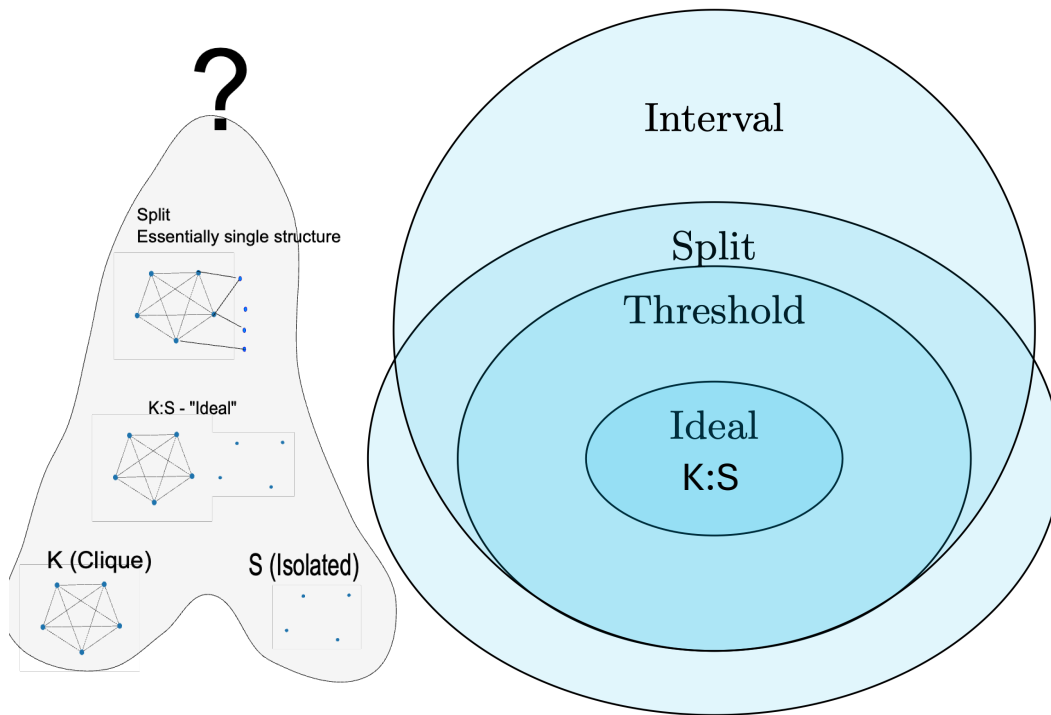 ?
Split
Essentially single structure
K:S - "Ideal"
K (Clique)
S (Isolated)
Interval
Split
Threshold
Ideal
K:S